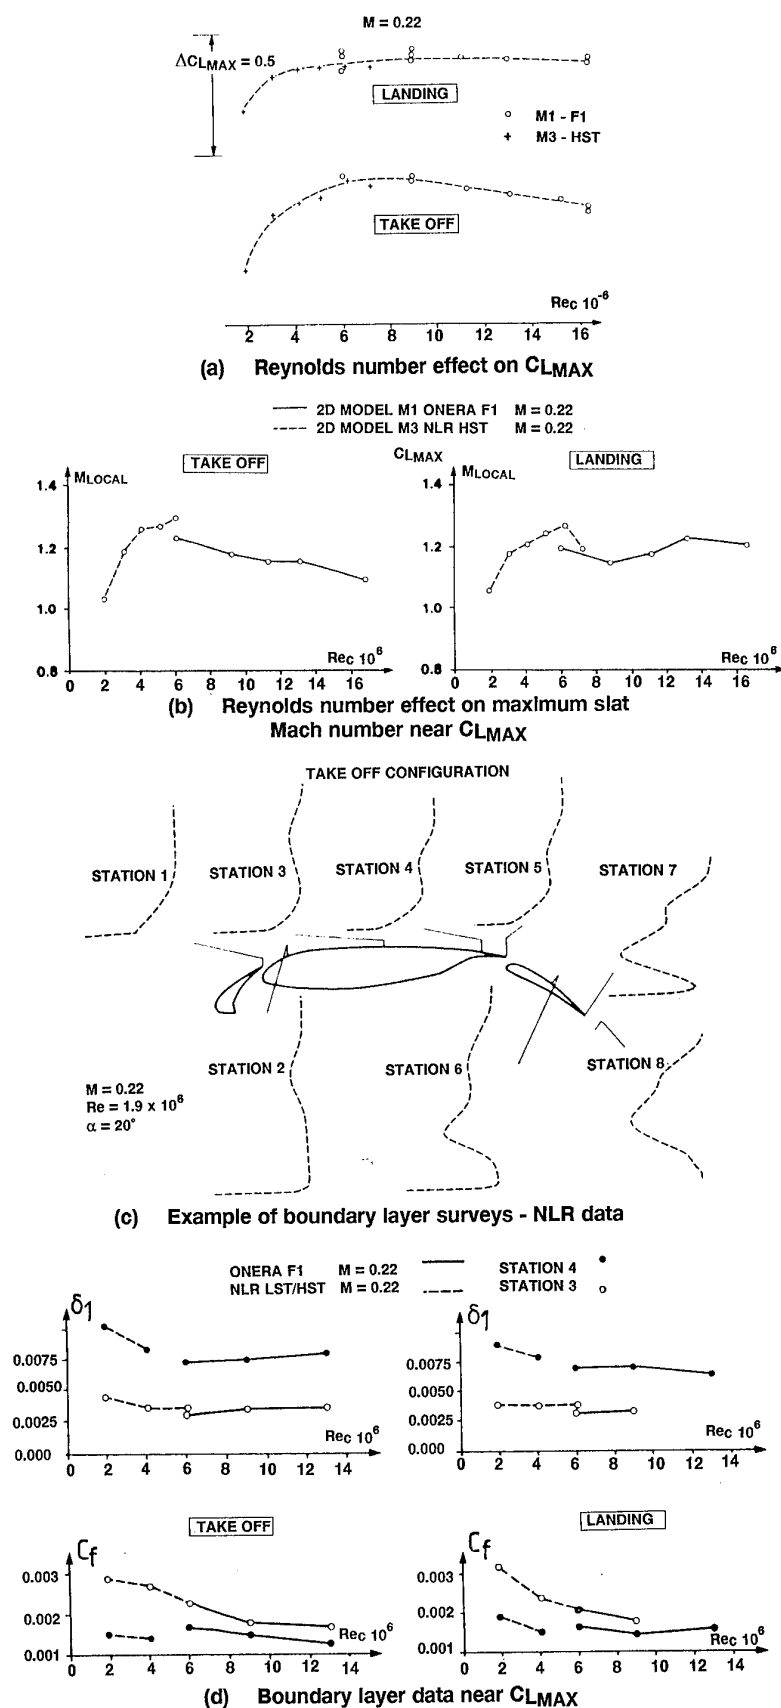 M = 0.22
ΔCLMAX = 0.5
LANDING
○ M1 - F1
+ M3 - HST
TAKE OFF
Rec 10-6
2 4 6 8 10 12 14 16
(a) Reynolds number effect on CLMAX
2D MODEL M1 ONERA F1 M = 0.22
2D MODEL M3 NLR HST M = 0.22
TAKE OFF
CLMAX
LANDING
MLOCAL
1.4
1.2
1.0
0.8
Rec 106
0 2 4 6 8 10 12 14 16
MLOCAL
1.4
1.2
1.0
0.8
Rec 106
0 2 4 6 8 10 12 14 16
(b) Reynolds number effect on maximum slat
Mach number near CLMAX
TAKE OFF CONFIGURATION
STATION 1
STATION 3
STATION 4
STATION 5
STATION 7
STATION 2
STATION 6
STATION 8
M = 0.22
Re = 1.9 x 106
α = 20°
(c) Example of boundary layer surveys - NLR data
ONERA F1 M = 0.22
NLR LST/HST M = 0.22
STATION 4 ●
STATION 3 ○
δ1
0.0075
0.0050
0.0025
0.000
Rec 106
0 2 4 6 8 10 12 14
δ1
0.0075
0.0050
0.0025
0.000
Rec 106
0 2 4 6 8 10 12 14
TAKE OFF
LANDING
Cf
0.003
0.002
0.001
Rec 106
0 2 4 6 8 10 12 14
Cf
0.003
0.002
0.001
Rec 106
0 2 4 6 8 10 12 14
(d) Boundary layer data near CLMAX